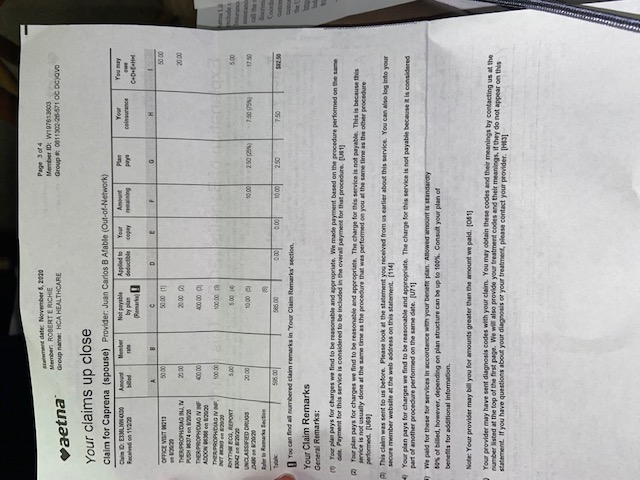 Statement date: November 5, 2020
Page 3 of 4
Member: ROBERT E RICHIE
Member ID: W197613603
Group name: HCA HEALTHCARE
Group #: 0811302-26-571 OC DC)QV0
aetna
Your claims up close
Claim for Caprena (spouse) Provider: Juan Carlos B Afable (Out-of-Network)
Claim ID:
Received on 11/2/20
Amount billed
Member rate
Not payable by plan (Remarks)
Applied to deductible
Your copay
Amount remaining
Plan pays
Your coinsurance
You may owe C+D+E+H=I
A B C D E F G H I
OFFICE VISIT 99213 on 8/20/20 50.00 50.00 (1) 50.00
THER/PROPH/DIAG INJ, IV PUSH 96374 on 8/20/20 20.00 20.00 (2) 20.00
THER/PROPH/DIAG IV INF ADDON on 8/20/20 400.00 400.00 (3)
THER/PROPH/DIAG IV INF, INIT 96365 on 8/20/20 100.00 100.00 (3)
RHYTHM ECG, REPORT 93042 on 8/20/20 5.00 5.00 (4) 5.00
UNCLASSIFIED DRUGS J3490 on 8/20/20 20.00 10.00 (5) 10.00 2.50 (25%) 7.50 (75%) 17.50
Refer to Remarks Section (6)
Totals: 595.00 585.00 0.00 0.00 10.00 2.50 7.50 $92.50
You can find all numbered claim remarks in 'Your Claim Remarks' section.
Your Claim Remarks
General Remarks:
(1) Your plan pays for charges we find to be reasonable and appropriate. We made payment based on the procedure performed on the same
date. Payment for this service is considered to be included in the overall payment for that procedure. [U61]
(2) Your plan pays for charges we find to be reasonable and appropriate. The charge for this service is not payable. This is because this
service is not usually done at the same time as the procedure that was performed on you at the same time as the other procedure
performed. [U69]
(3) This claim was sent to us before. Please look at the statement you received from us earlier about this service. You can also log into your
secure member website at the web address on this statement. [114]
Your plan pays for charges we find to be reasonable and appropriate. The charge for this service is not payable because it is considered
part of another procedure performed on the same date. [U71]
We paid for these for services in accordance with your benefit plan. Allowed amount is standardly
50% of billed, however, depending on plan structure can be up to 100%. Consult your plan of
benefits for additional information.
Note: Your provider may bill you for amounts greater than the amount we paid. [O61]
Your provider may have sent diagnosis codes with your claim. You may obtain these codes and their meanings by contacting us at the
number listed at the top of the first page. We will also provide your treatment codes and their meanings, if they do not appear on this
statement. If you have questions about your diagnosis or your treatment, please contact your provider. [H63]